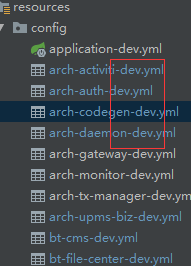 resources
config
application-dev.yml
arch-activiti-dev.yml
arch-auth-dev.yml
arch-codegen-dev.yml
arch-daemon-dev.yml
arch-gateway-dev.yml
arch-monitor-dev.yml
arch-tx-manager-dev.yml
arch-upms-biz-dev.yml
bt-cms-dev.yml
bt-file-center-dev.yml